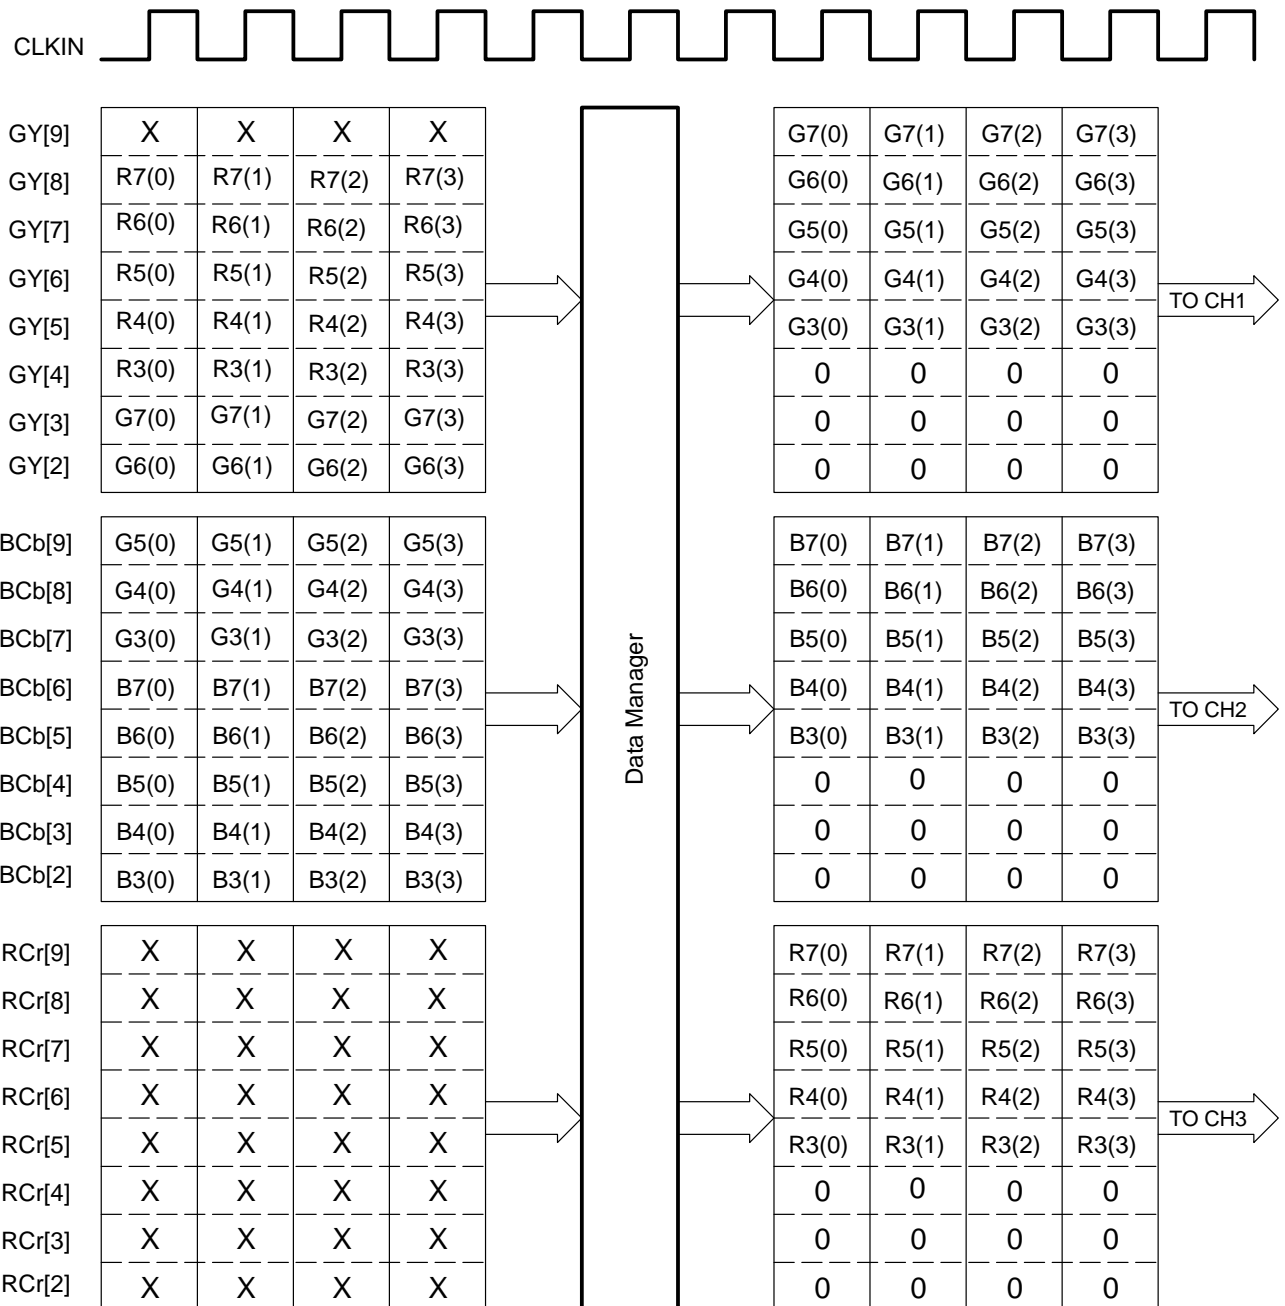 CLKIN
GY[9] X X X X G7(0) G7(1) G7(2) G7(3)
GY[8] R7(0) R7(1) R7(2) R7(3) G6(0) G6(1) G6(2) G6(3)
GY[7] R6(0) R6(1) R6(2) R6(3) G5(0) G5(1) G5(2) G5(3)
GY[6] R5(0) R5(1) R5(2) R5(3) G4(0) G4(1) G4(2) G4(3)
TO CH1
GY[5] R4(0) R4(1) R4(2) R4(3) G3(0) G3(1) G3(2) G3(3)
GY[4] R3(0) R3(1) R3(2) R3(3) 0 0 0 0
GY[3] G7(0) G7(1) G7(2) G7(3) 0 0 0 0
GY[2] G6(0) G6(1) G6(2) G6(3) 0 0 0 0
BCb[9] G5(0) G5(1) G5(2) G5(3) B7(0) B7(1) B7(2) B7(3)
BCb[8] G4(0) G4(1) G4(2) G4(3) B6(0) B6(1) B6(2) B6(3)
BCb[7] G3(0) G3(1) G3(2) G3(3) B5(0) B5(1) B5(2) B5(3)
BCb[6] B7(0) B7(1) B7(2) B7(3) B4(0) B4(1) B4(2) B4(3)
Data Manager
TO CH2
BCb[5] B6(0) B6(1) B6(2) B6(3) B3(0) B3(1) B3(2) B3(3)
BCb[4] B5(0) B5(1) B5(2) B5(3) 0 0 0 0
BCb[3] B4(0) B4(1) B4(2) B4(3) 0 0 0 0
BCb[2] B3(0) B3(1) B3(2) B3(3) 0 0 0 0
RCr[9] X X X X R7(0) R7(1) R7(2) R7(3)
RCr[8] X X X X R6(0) R6(1) R6(2) R6(3)
RCr[7] X X X X R5(0) R5(1) R5(2) R5(3)
RCr[6] X X X X R4(0) R4(1) R4(2) R4(3)
TO CH3
RCr[5] X X X X R3(0) R3(1) R3(2) R3(3)
RCr[4] X X X X 0 0 0 0
RCr[3] X X X X 0 0 0 0
RCr[2] X X X X 0 0 0 0